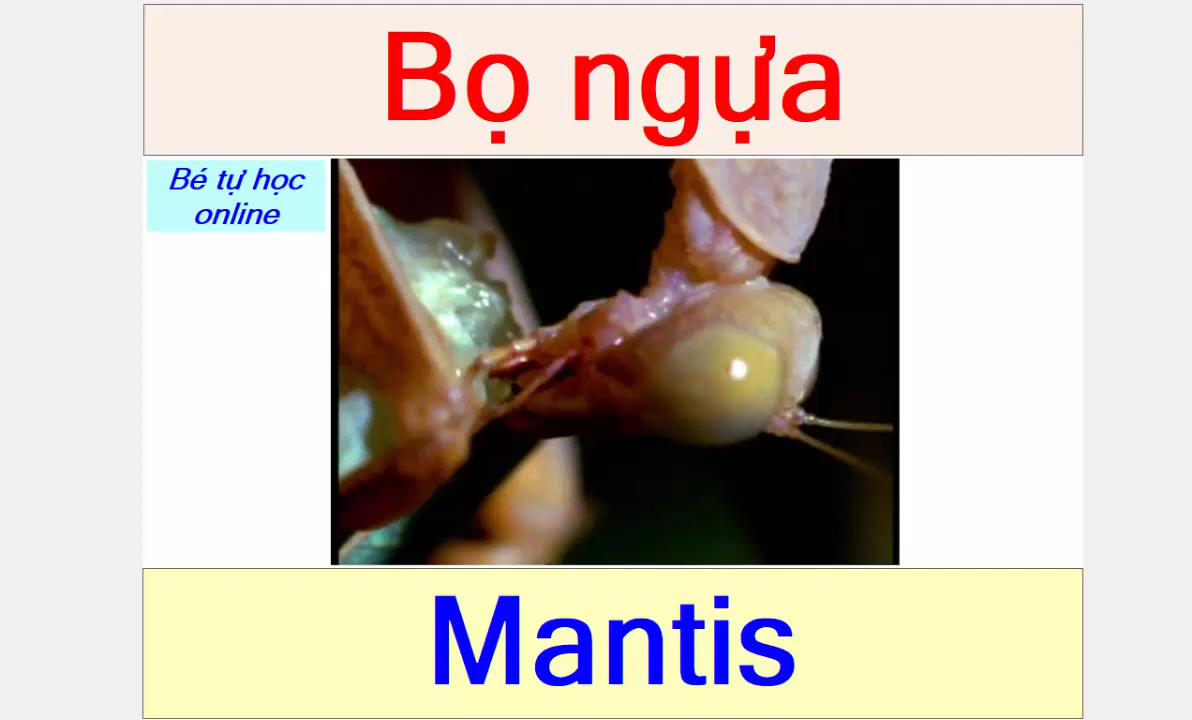 Bọ ngựa
Bé tự học
online
Mantis